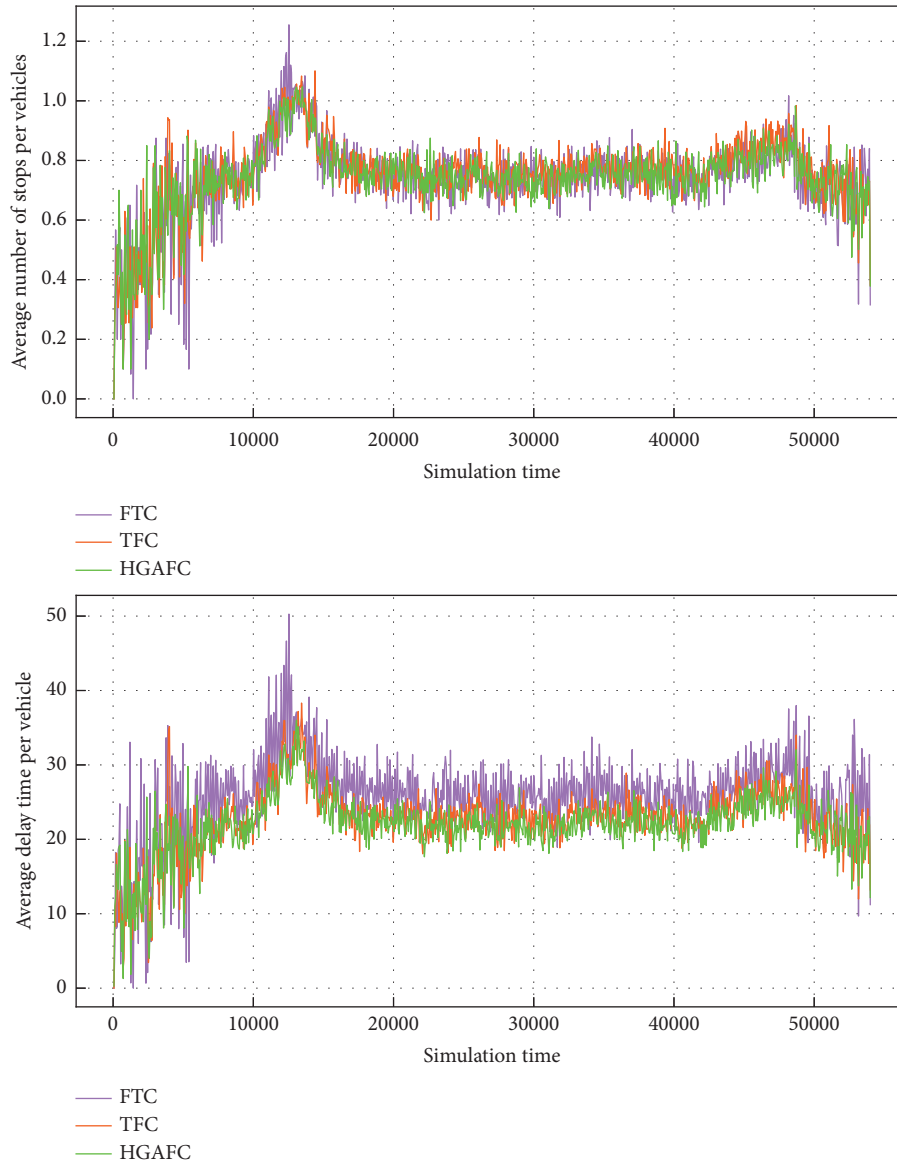 Average number of stops per vehicles
1.2
1.0
0.8
0.6
0.4
0.2
0.0
0 10000 20000 30000 40000 50000
Simulation time
FTC
TFC
HGAFC
Average delay time per vehicle
50
40
30
20
10
0
0 10000 20000 30000 40000 50000
Simulation time
FTC
TFC
HGAFC